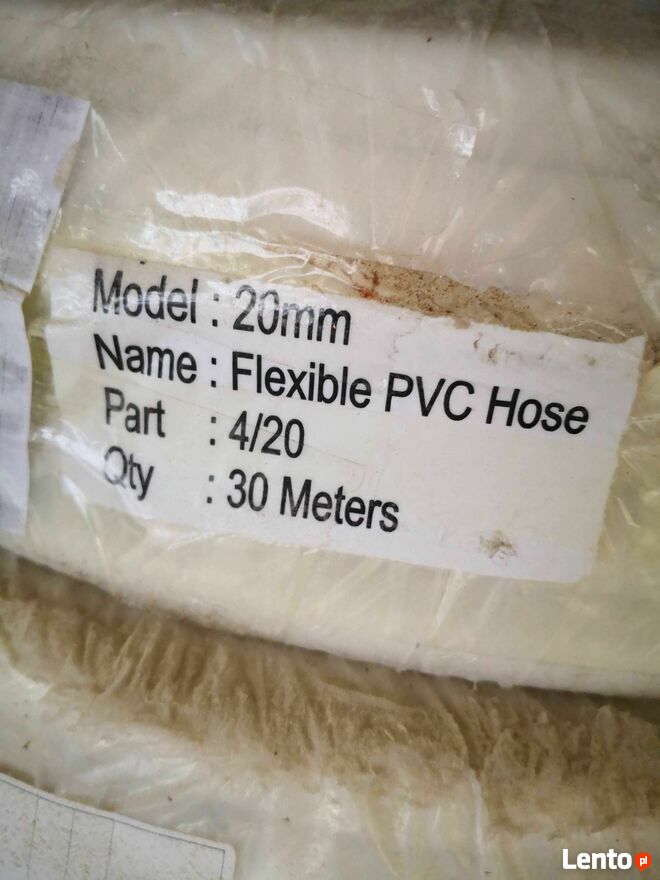 Model : 20mm
Name : Flexible PVC Hose
Part : 4/20
Qty : 30 Meters
Lento.pl